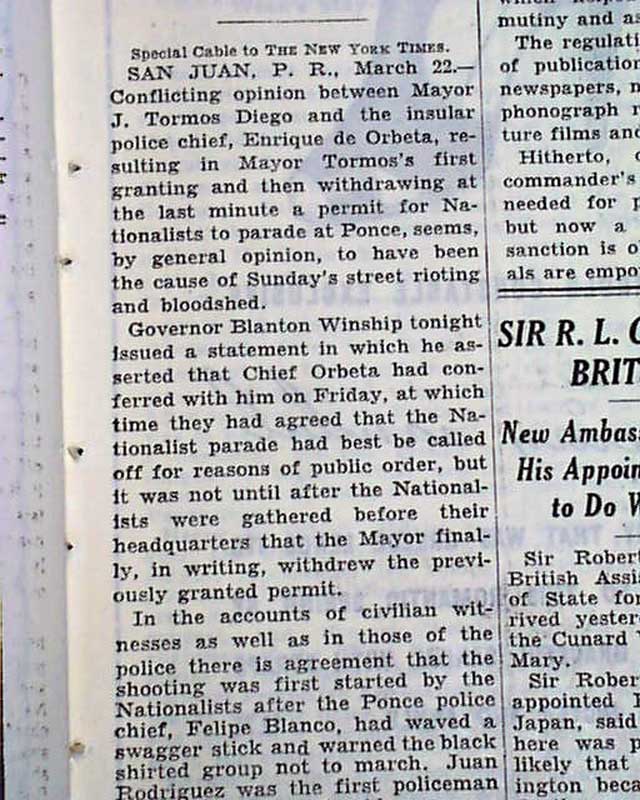 Special Cable to THE NEW YORK TIMES.
SAN JUAN, P. R., March 22.—
Conflicting opinion between Mayor
J. Tormos Diego and the insular
police chief, Enrique de Orbeta, re-
sulting in Mayor Tormos's first
granting and then withdrawing at
the last minute a permit for Na-
tionalists to parade at Ponce, seems,
by general opinion, to have been
the cause of Sunday's street rioting
and bloodshed.
Governor Blanton Winship tonight
issued a statement in which he as-
serted that Chief Orbeta had con-
ferred with him on Friday, at which
time they had agreed that the Na-
tionalist parade had best be called
off for reasons of public order, but
it was not until after the National-
ists were gathered before their
headquarters that the Mayor final-
ly, in writing, withdrew the previ-
ously granted permit.
In the accounts of civilian wit-
nesses as well as in those of the
police there is agreement that the
shooting was first started by the
Nationalists after the Ponce police
chief, Felipe Blanco, had waved a
swagger stick and warned the black
shirted group not to march. Juan
Rodriguez was the first policeman
mutiny and as
The regulati
of publication
newspapers, n
phonograph r
ture films and
Hitherto, c
commander's
needed for p
but now a
sanction is o
als are empo
SIR R. L. C
BRIT
New Ambass
His Appoin
to Do W
Sir Robert
British Assi
of State for
rived yester
the Cunard
Mary.
Sir Rober
appointed
Japan, said
here was p
likely that
ington beca